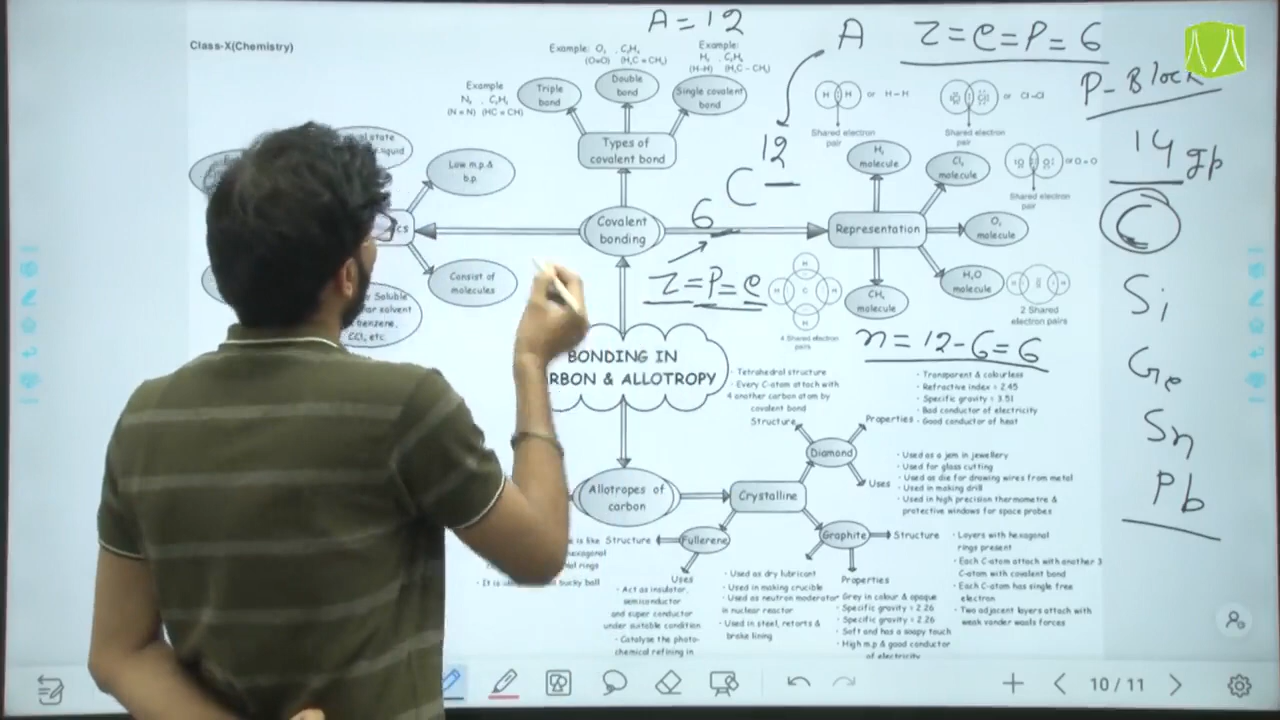 Class-X(Chemistry)
A = 12
A
Z = e = P = 6
P-Block
14 gp
C
Si
Ge
Sn
Pb
12
C
6
Z = P = e
n = 12 - 6 = 6
Example: O₂ , C₂H₄
(O=O) (H₂C = CH₂)
Example:
H₂ , C₂H₆
(H-H) (H₃C - CH₃)
Example
N₂ , C₂H₂
(N ≡ N) (HC ≡ CH)
Triple
bond
Double
bond
Single covalent
bond
Types of
covalent bond
Covalent
bonding
Low m.p &
b.p.
Consist of
molecules
Soluble
benzene,
CCl₄ etc.
Representation
H₂
molecule
Cl₂
molecule
O₂
molecule
H₂O
molecule
CH₄
molecule
H H or H - H
Shared electron
pair
or Cl-Cl
Shared electron
pair
or O = O
Shared electron
pair
2 Shared
electron pairs
H
H C H
H
4 Shared electron
pairs
BONDING IN
RBON & ALLOTROPY
Allotropes of
carbon
Crystalline
Diamond
Structure
· Tetrahedral structure
· Every C-atom attach with
4 another carbon atom by
covalent bond
Properties
· Transparent & colourless
· Refractive index = 2.45
· Specific gravity = 3.51
· Bad conductor of electricity
· Good conductor of heat
Uses
· Used as a jem in jewellery
· Used for glass cutting
· Used as die for drawing wires from metal
· Used in making drill
· Used in high precision thermometre &
protective windows for space probes
Graphite
Structure
· Layers with hexagonal
rings present
· Each C-atom attach with another 3
C-atom with covalent bond
· Each C-atom has single free
electron
· Two adjacent layers attach with
weak vander waals forces
Properties
· Grey in colour & opaque
· Specific gravity = 2.26
· Specific gravity = 2.26
· Soft and has a soapy touch
· High m.p & good conductor
of electricity
· Used as dry lubricant
· Used in making crucible
· Used as neutron moderator
in nuclear reactor
· Used in steel, retorts &
brake lining
Fullerene
Structure
is like
hexagonal
rings
bucky ball
Uses
· Act as insulator,
semiconductor
and super conductor
under suitable condition
· Catalyse the photo-
chemical refining in
10 / 11